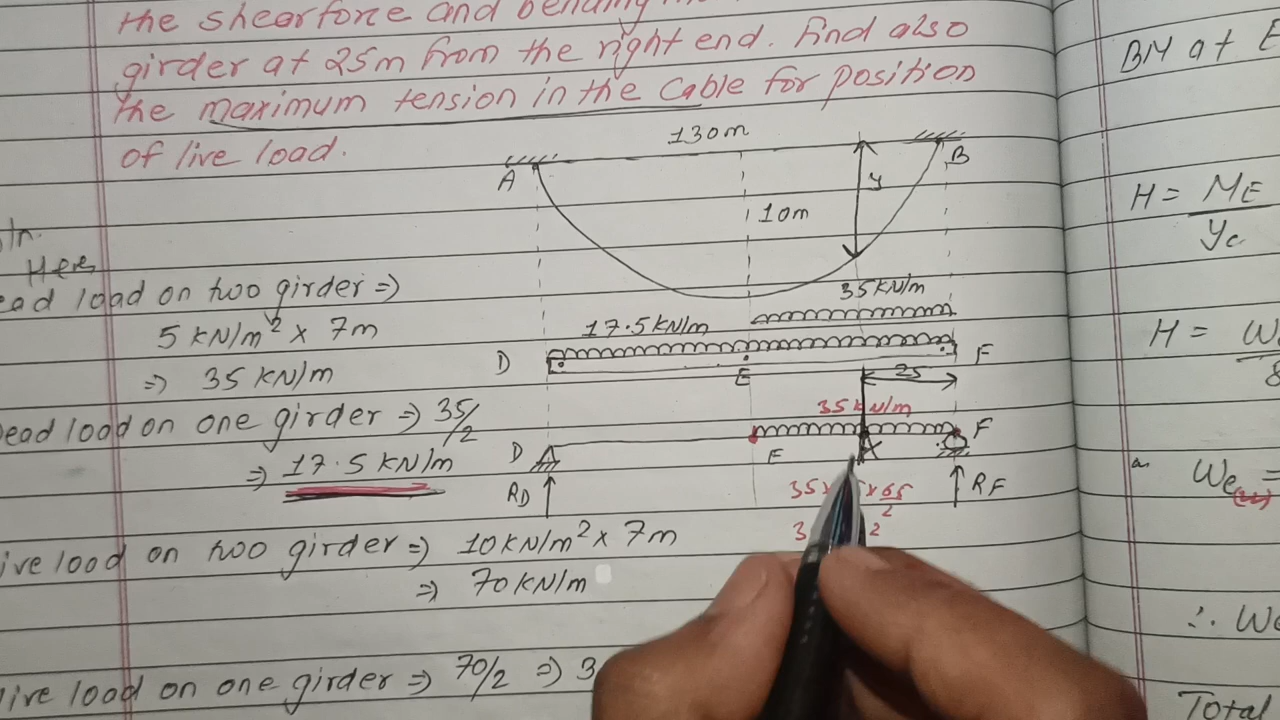 the shear force and bending
girder at 25m from the right end. Find also
the maximum tension in the cable for position
of live load.
130m
A
B
y
10m
Here
load on two girder ⇒
5 kN/m² × 7m
⇒ 35 kN/m
load on one girder ⇒ 35/2
⇒ 17.5 kN/m
35 kN/m
17.5 kN/m
D
E
F
25
35 kN/m
D
E
X
F
RD
RF
live load on two girder ⇒ 10 kN/m² × 7m
⇒ 70 kN/m
live load on one girder ⇒ 70/2 ⇒ 3
BM at E
H = ME
yc
H =
8
We =
Total